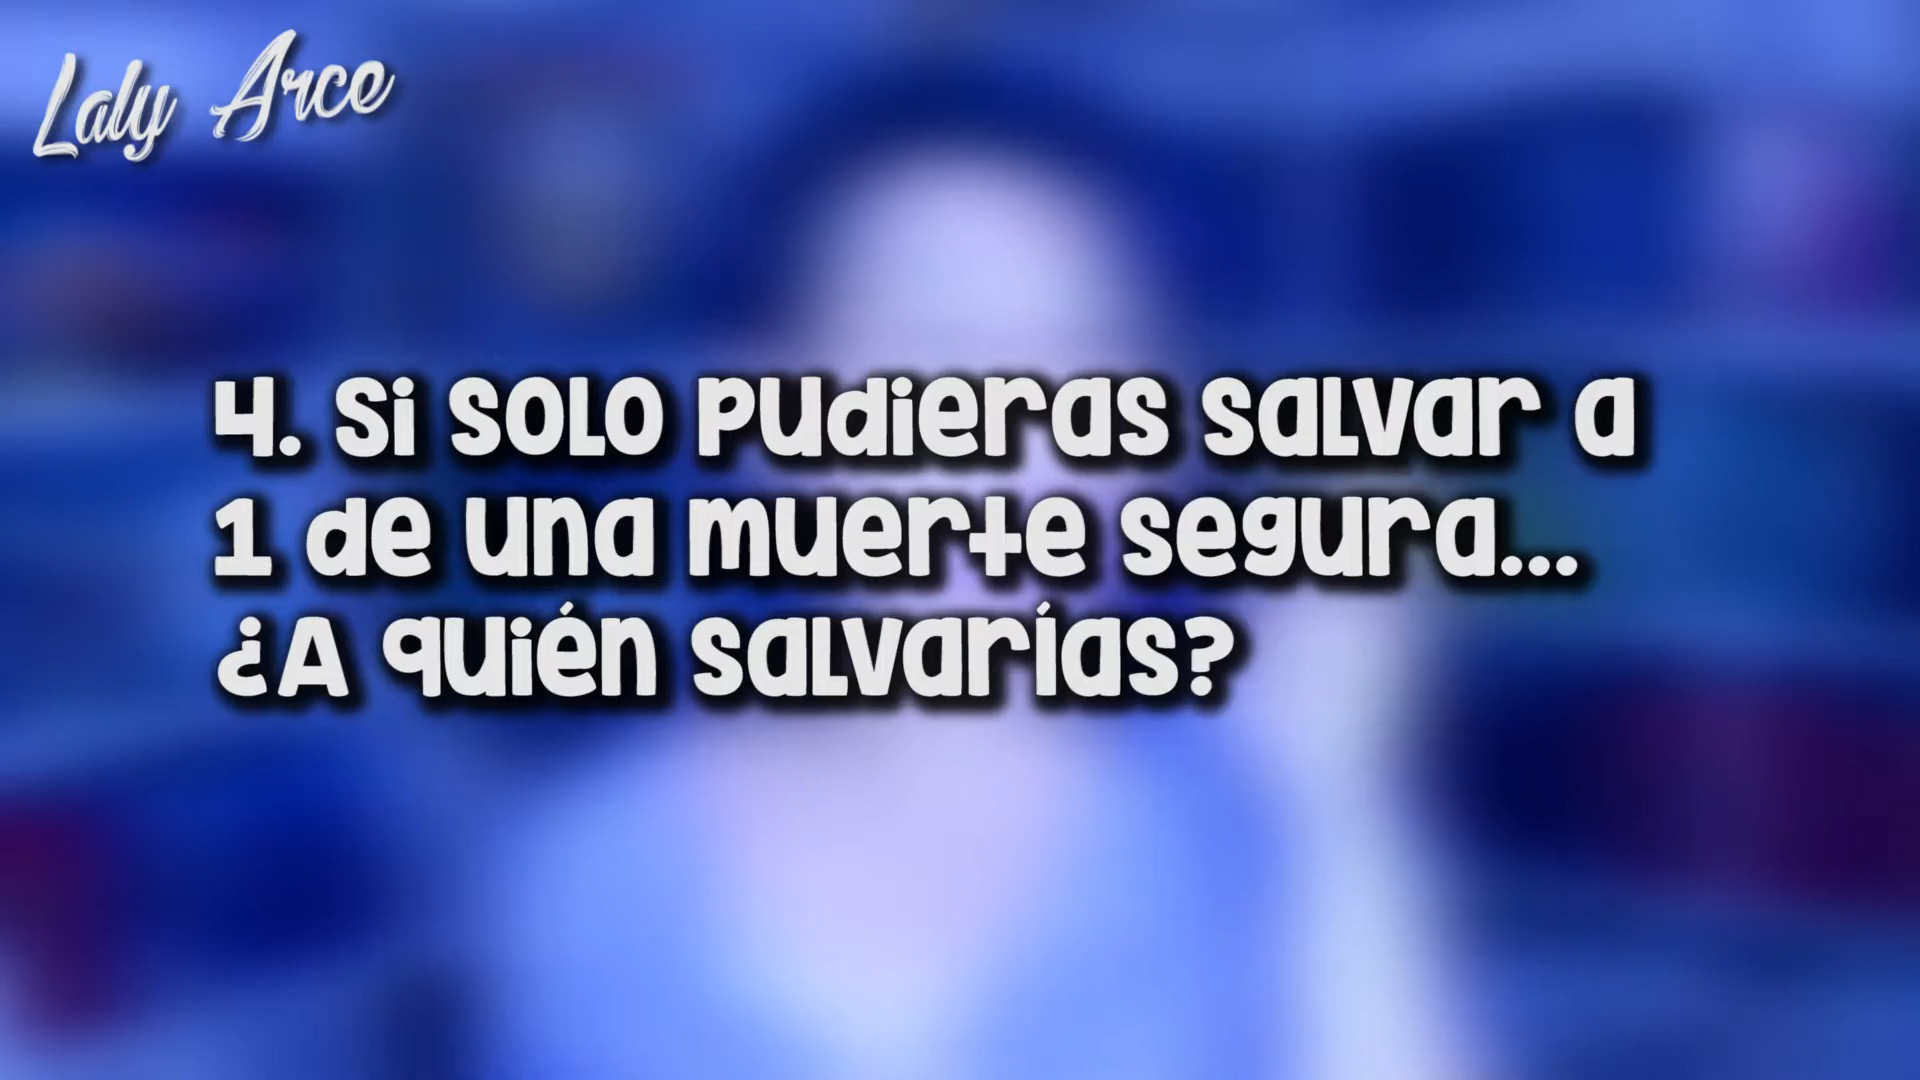 Laly Arce
4. Si solo pudieras salvar a
1 de una muerte segura...
¿A quién salvarías?